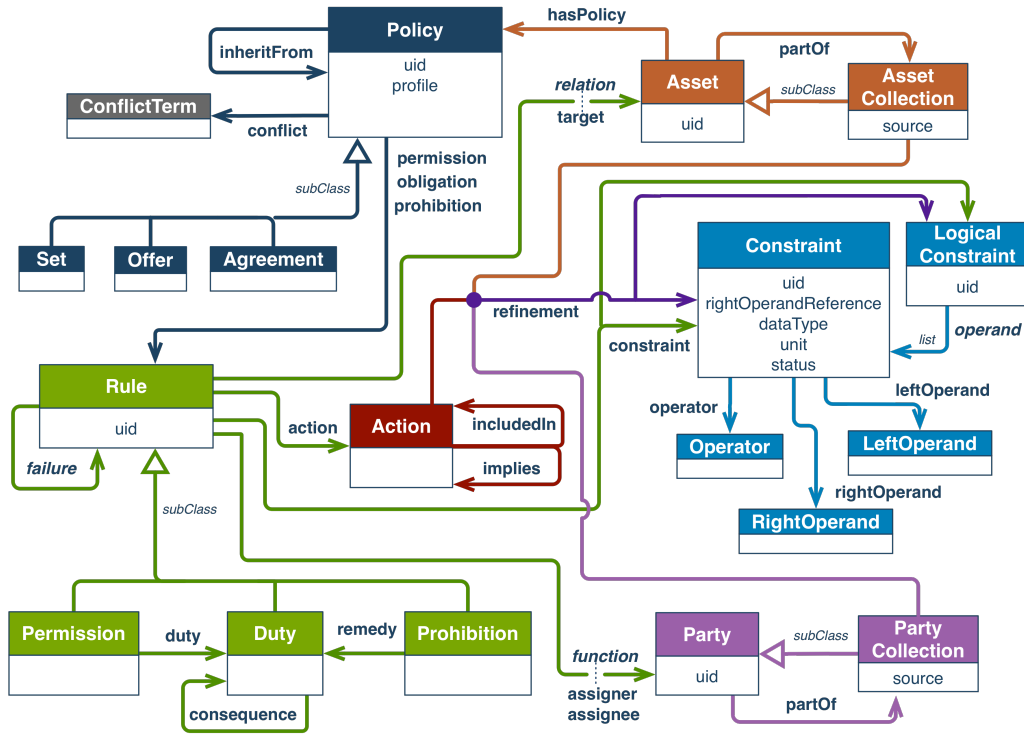 hasPolicy
Policy
inheritFrom
uid
profile
partOf
relation
target
Asset
uid
subClass
Asset
Collection
source
ConflictTerm
conflict
permission
obligation
prohibition
subClass
Set
Offer
Agreement
Constraint
uid
rightOperandReference
dataType
unit
status
Logical
Constraint
uid
refinement
constraint
list
operand
Rule
uid
failure
action
Action
includedIn
implies
operator
leftOperand
Operator
LeftOperand
rightOperand
RightOperand
subClass
Permission
duty
Duty
remedy
Prohibition
consequence
function
assigner
assignee
Party
uid
subClass
Party
Collection
source
partOf